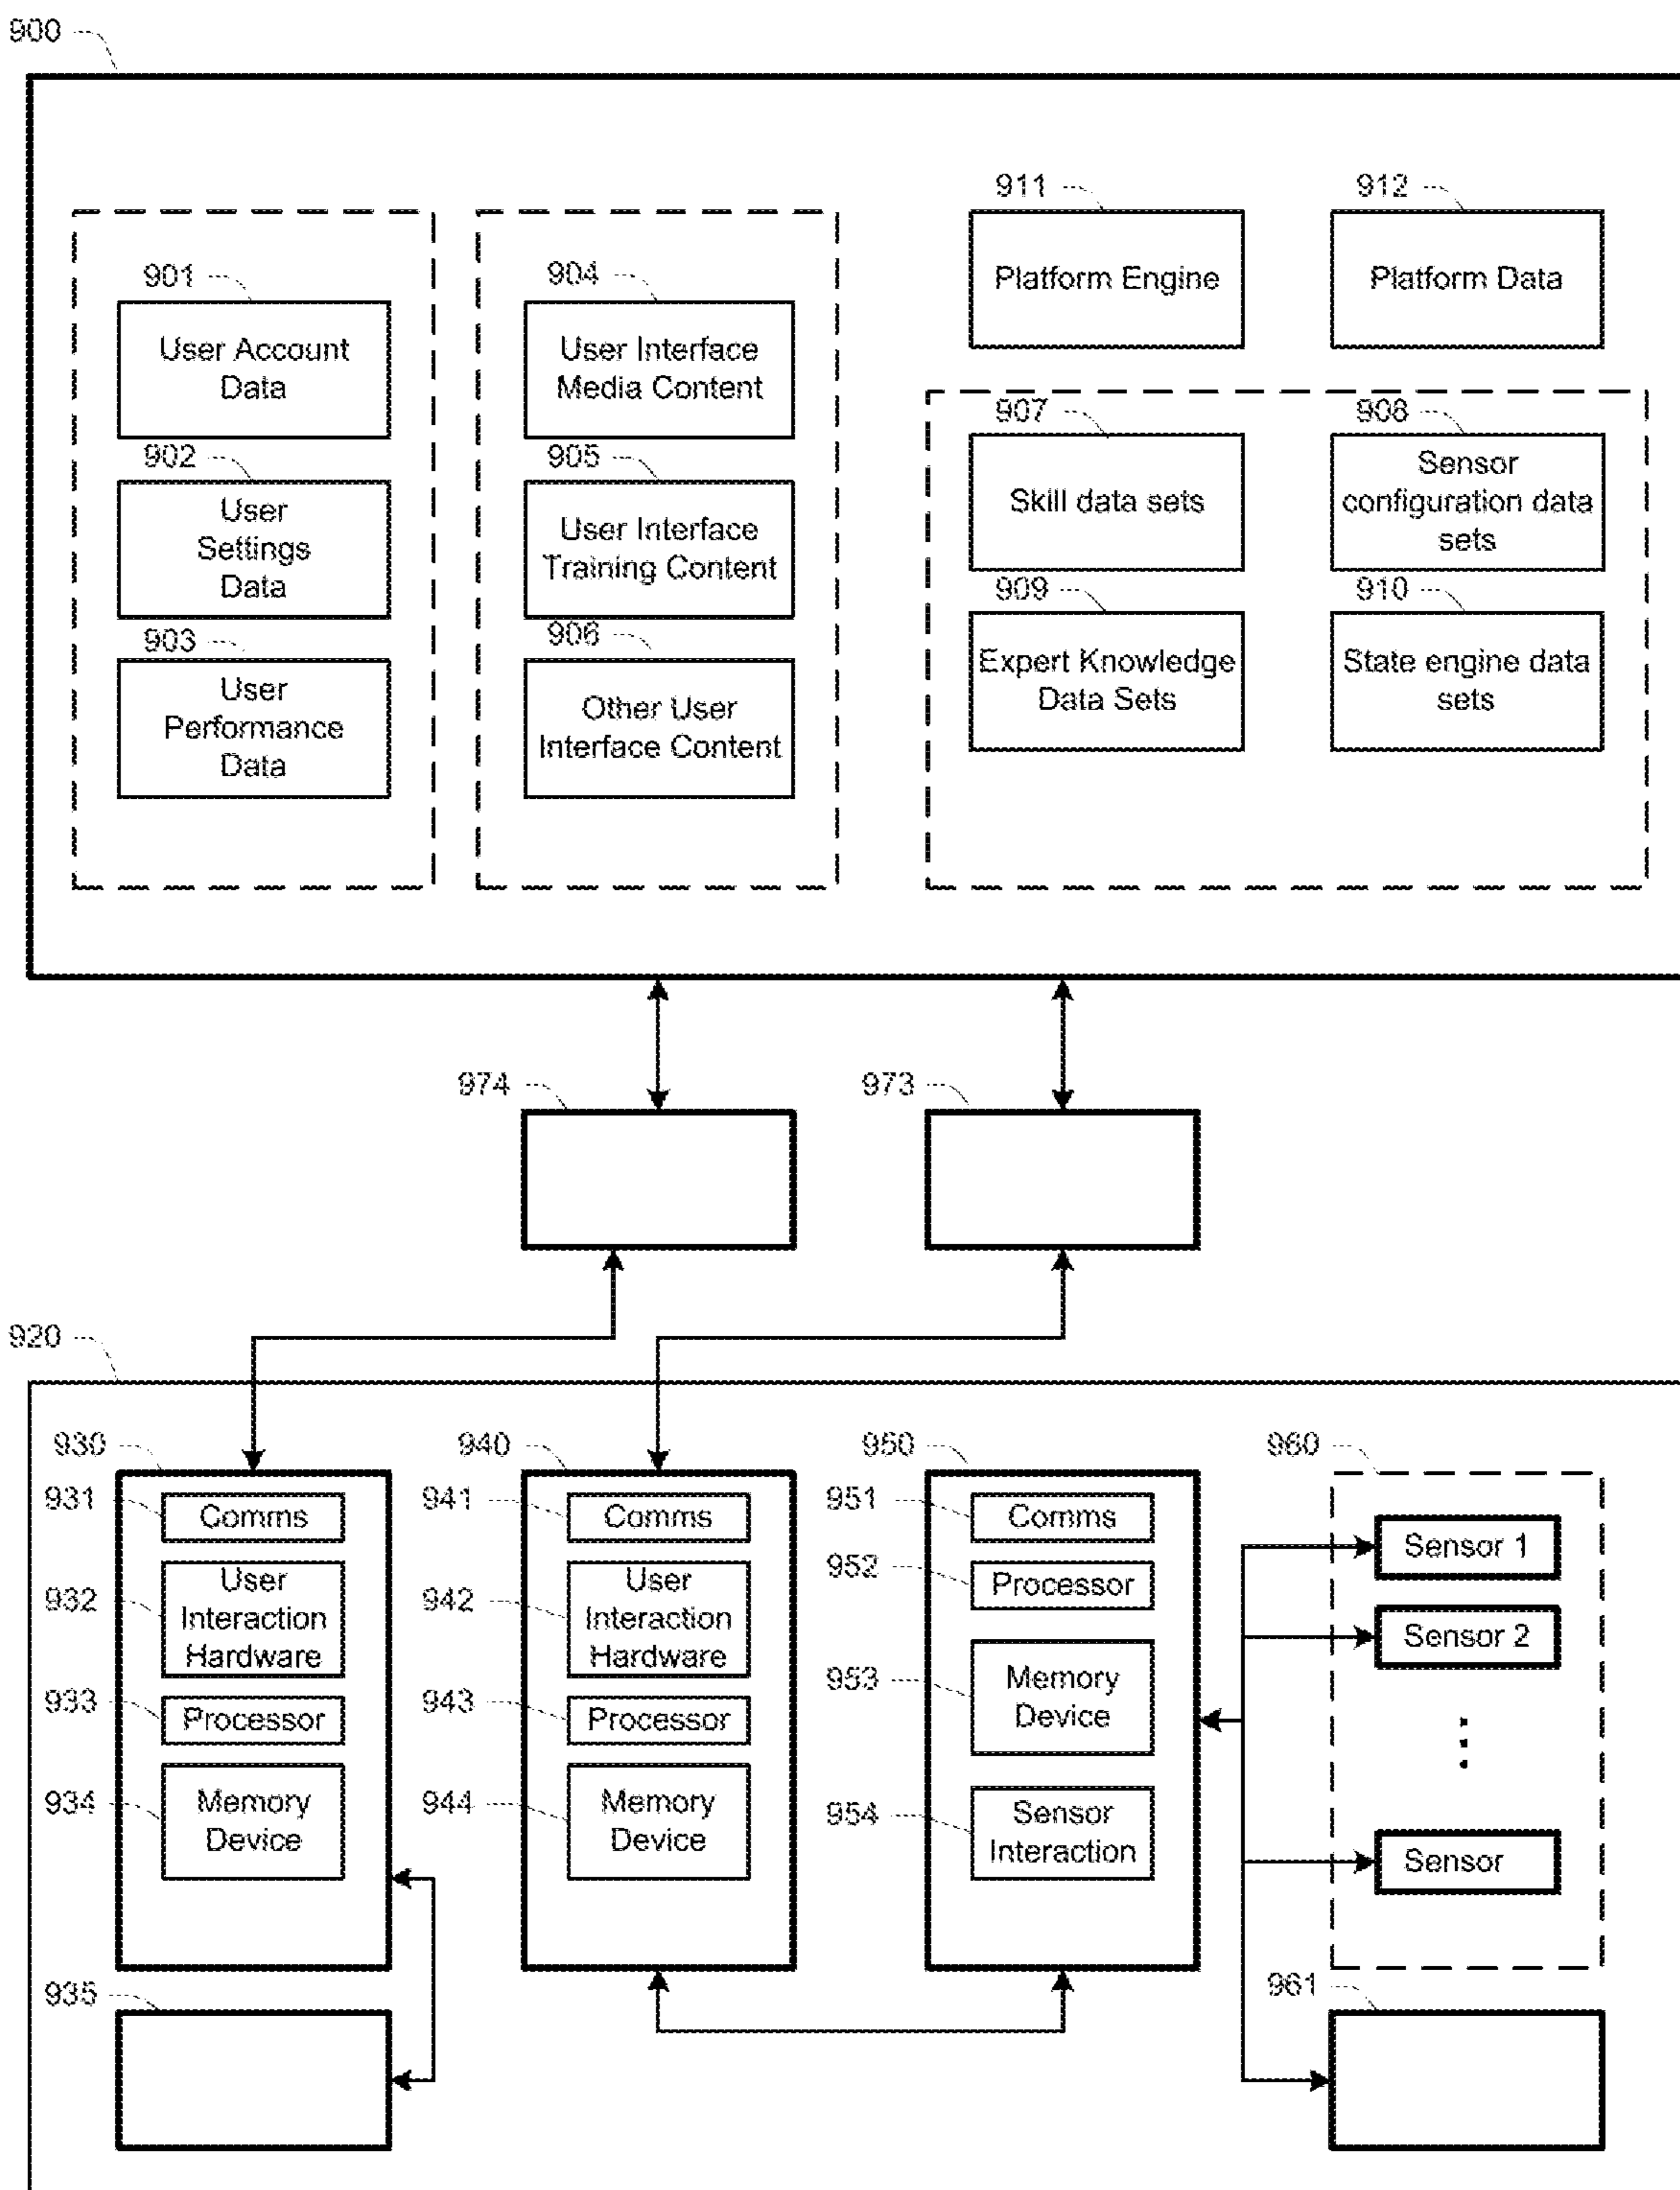 900
911
912
Platform Engine
Platform Data
901
User Account
Data
902
User
Settings
Data
903
User
Performance
Data
904
User Interface
Media Content
905
User Interface
Training Content
906
Other User
Interface Content
907
Skill data sets
908
Sensor
configuration data
sets
909
Expert Knowledge
Data Sets
910
State engine data
sets
974
973
920
930
931
Comms
932
User
Interaction
Hardware
933
Processor
934
Memory
Device
935
940
941
Comms
942
User
Interaction
Hardware
943
Processor
944
Memory
Device
950
951
Comms
952
Processor
953
Memory
Device
954
Sensor
Interaction
960
Sensor 1
Sensor 2
Sensor
961